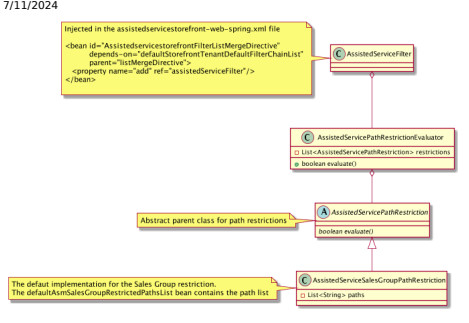 7/11/2024
Injected in the assistedservicestorefront-web-spring.xml file
<bean id="AssistedservicestorefrontFilterListMergeDirective"
depends-on="defaultStorefrontTenantDefaultFilterChainList"
parent="listMergeDirective">
<property name="add" ref="assistedServiceFilter"/>
</bean>
C AssistedServiceFilter
C AssistedServicePathRestrictionEvaluator
List<AssistedServicePathRestriction> restrictions
boolean evaluate()
Abstract parent class for path restrictions
A AssistedServicePathRestriction
boolean evaluate()
The defaut implementation for the Sales Group restriction.
The defaultAsmSalesGroupRestrictedPathsList bean contains the path list
C AssistedServiceSalesGroupPathRestriction
List<String> paths